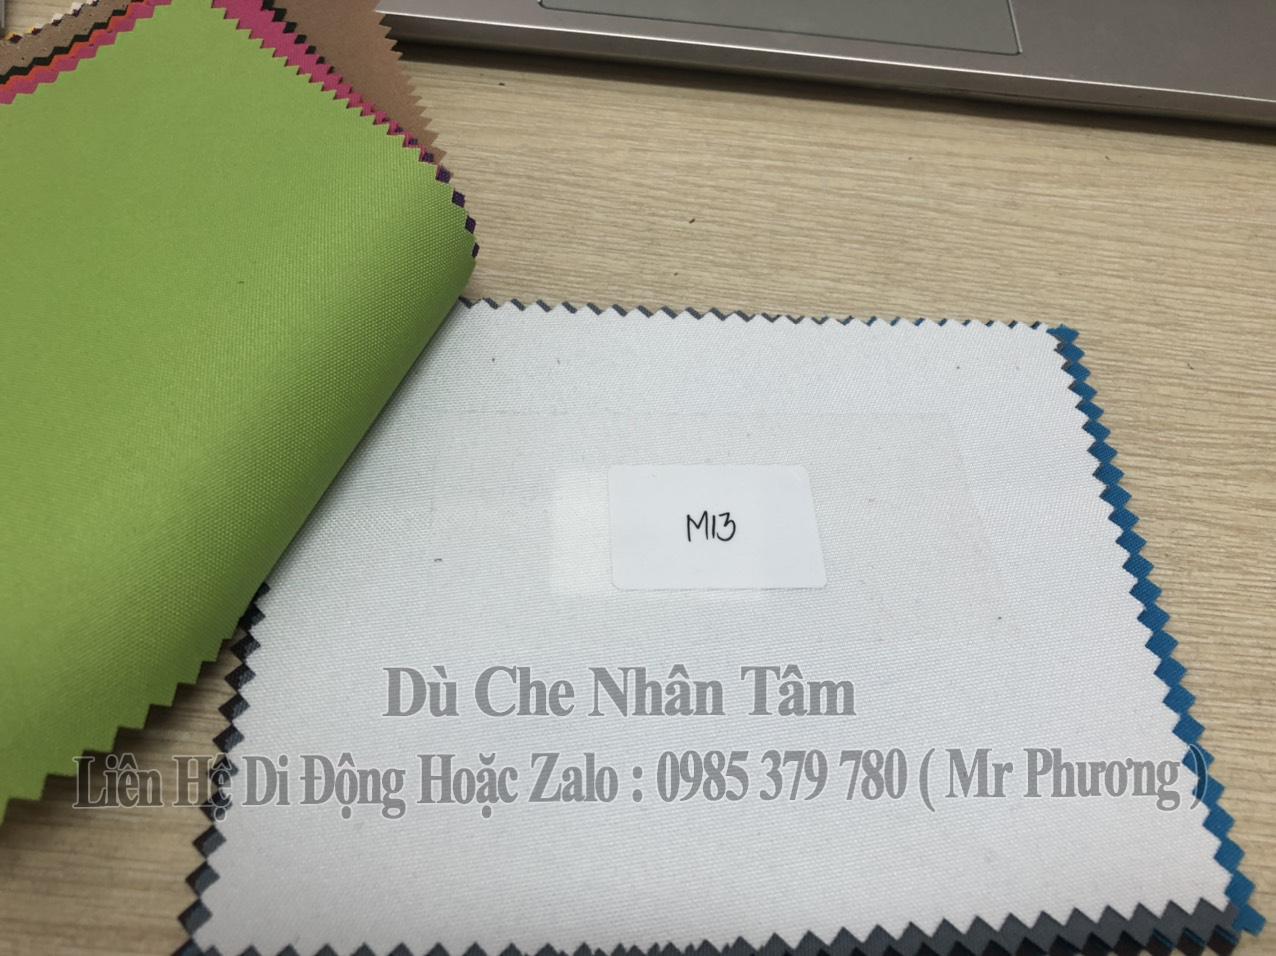 M13
Dù Che Nhân Tâm
Liên Hệ Di Động Hoặc Zalo : 0985 379 780 ( Mr Phương )